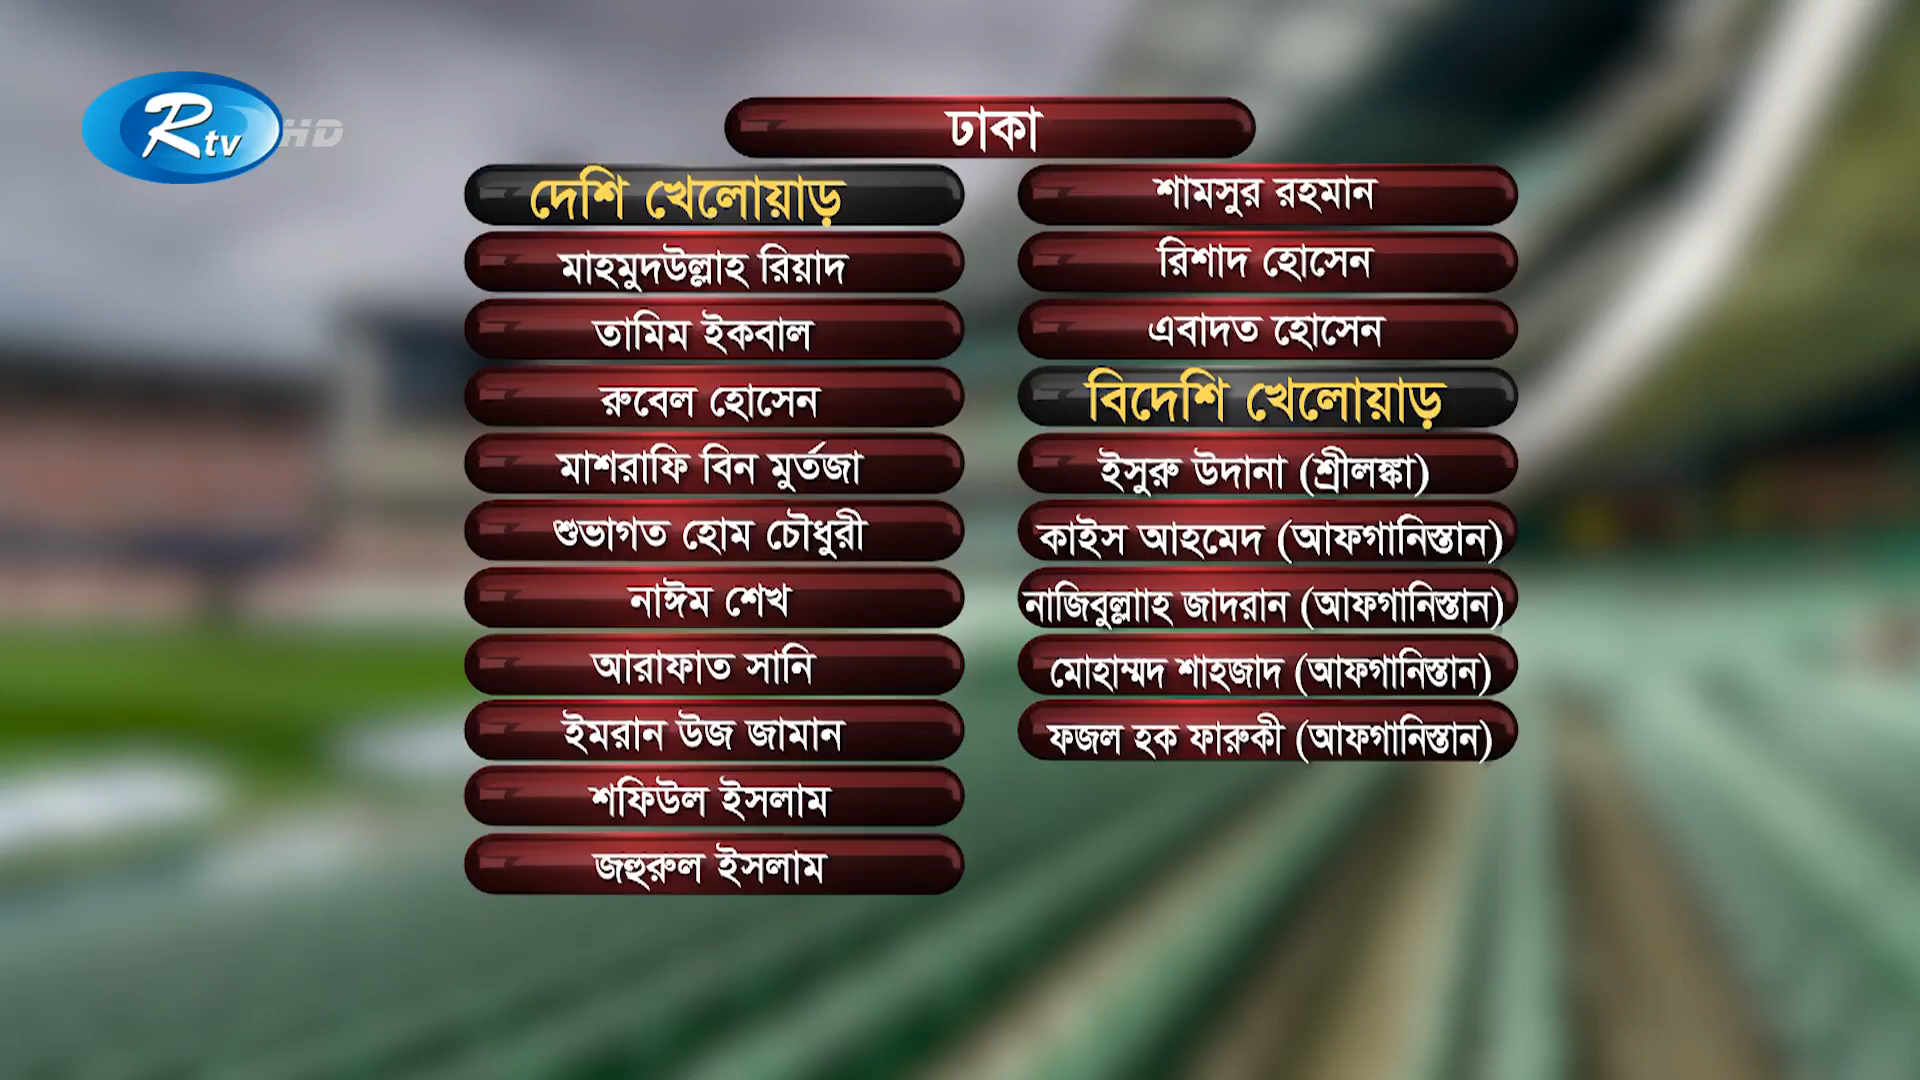 Rtv HD
ঢাকা
দেশি খেলোয়াড়
মাহমুদউল্লাহ রিয়াদ
তামিম ইকবাল
রুবেল হোসেন
মাশরাফি বিন মুর্তজা
শুভাগত হোম চৌধুরী
নাঈম শেখ
আরাফাত সানি
ইমরান উজ জামান
শফিউল ইসলাম
জহুরুল ইসলাম
শামসুর রহমান
রিশাদ হোসেন
এবাদত হোসেন
বিদেশি খেলোয়াড়
ইসুরু উদানা (শ্রীলঙ্কা)
কাইস আহমেদ (আফগানিস্তান)
নাজিবুল্লাাহ জাদরান (আফগানিস্তান)
মোহাম্মদ শাহজাদ (আফগানিস্তান)
ফজল হক ফারুকী (আফগানিস্তান)